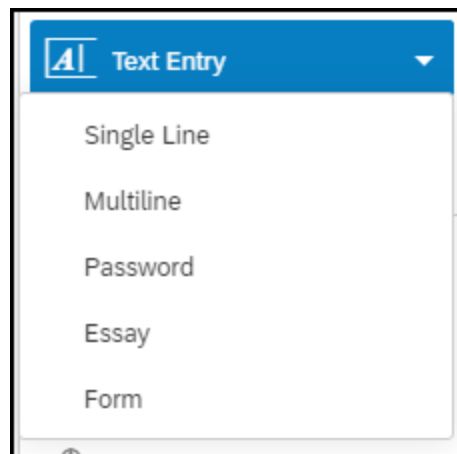 A Text Entry
Single Line
Multiline
Password
Essay
Form